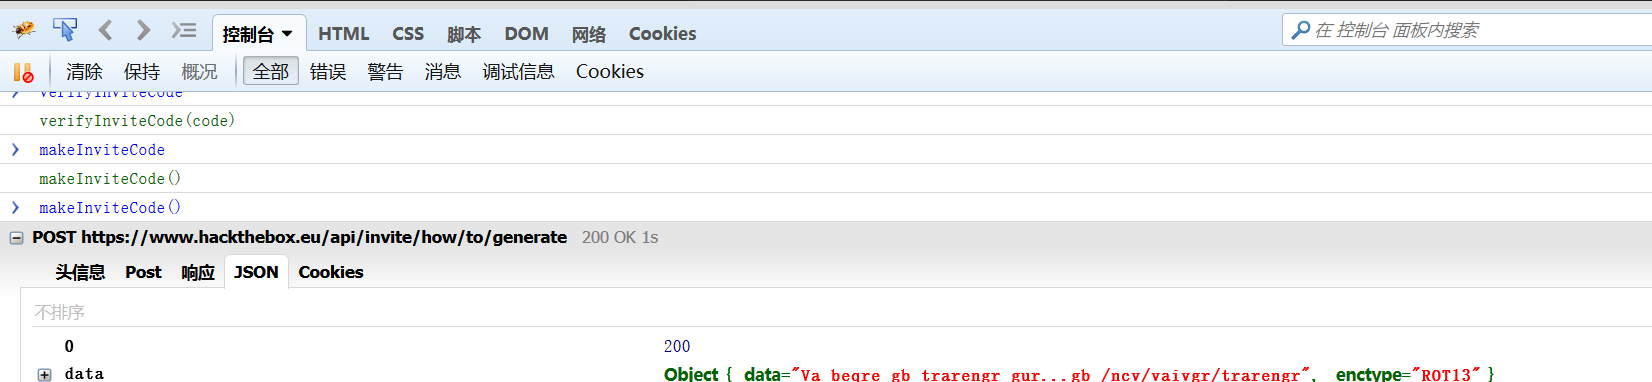 控制台 HTML CSS 脚本 DOM 网络 Cookies 在 控制台 面板内搜索
清除 保持 概况 全部 错误 警告 消息 调试信息 Cookies
verifyInviteCode
verifyInviteCode(code)
makeInviteCode
makeInviteCode()
makeInviteCode()
POST https://www.hackthebox.eu/api/invite/how/to/generate 200 OK 1s
头信息 Post 响应 JSON Cookies
不排序
0 200
data Object { data="Va beqre gb trarengr gur...gb /ncv/vaivgr/trarengr", enctype="ROT13" }